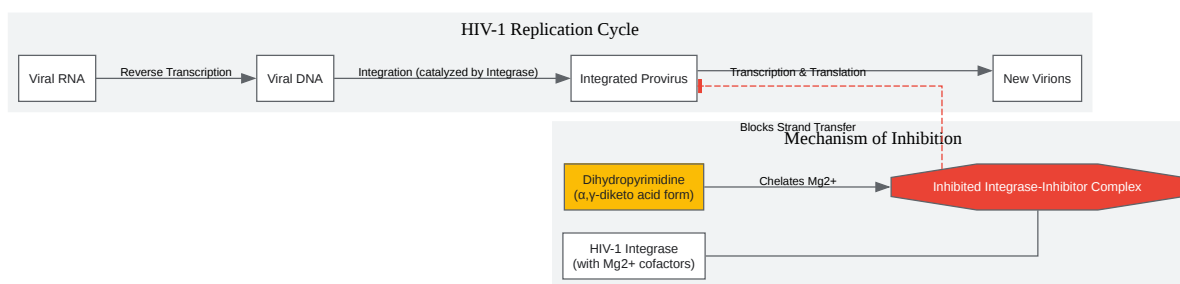 HIV-1 Replication Cycle
Viral RNA
Reverse Transcription
Viral DNA
Integration (catalyzed by Integrase)
Integrated Provirus
Transcription & Translation
New Virions
Blocks Strand Transfer
Mechanism of Inhibition
Dihydropyrimidine
(α,γ-diketo acid form)
Chelates Mg2+
Inhibited Integrase-Inhibitor Complex
HIV-1 Integrase
(with Mg2+ cofactors)